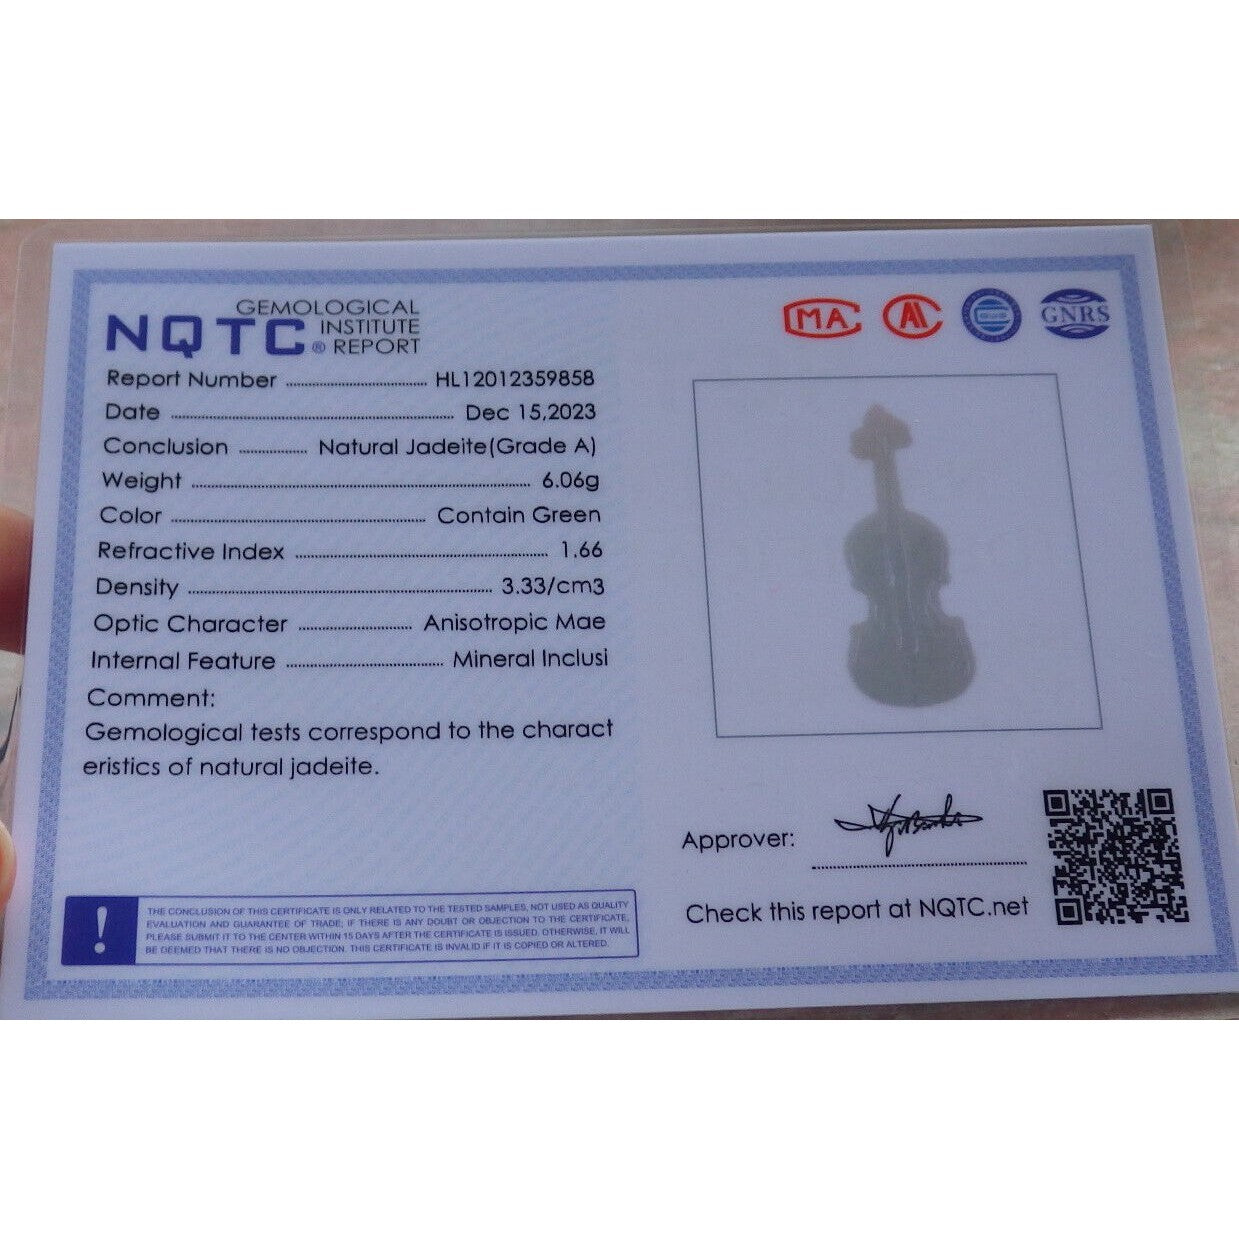 NQTC® GEMOLOGICAL INSTITUTE REPORT
Report Number HL12012359858
Date Dec 15,2023
Conclusion Natural Jadeite(Grade A)
Weight 6.06g
Color Contain Green
Refractive Index 1.66
Density 3.33/cm3
Optic Character Anisotropic Mae
Internal Feature Mineral Inclusi
Comment:
Gemological tests correspond to the charact
eristics of natural jadeite.
!
THE CONCLUSION OF THIS CERTIFICATE IS ONLY RELATED TO THE TESTED SAMPLES, NOT USED AS QUALITY
EVALUATION AND GUARANTEE OF TRADE; IF THERE IS ANY DOUBT OR OBJECTION TO THE CERTIFICATE,
PLEASE SUBMIT IT TO THE CENTER WITHIN 15 DAYS AFTER THE CERTIFICATE IS ISSUED. OTHERWISE, IT WILL
BE DEEMED THAT THERE IS NO OBJECTION. THIS CERTIFICATE IS INVALID IF IT IS COPIED OR ALTERED.
MA
GNRS
Approver:
Check this report at NQTC.net